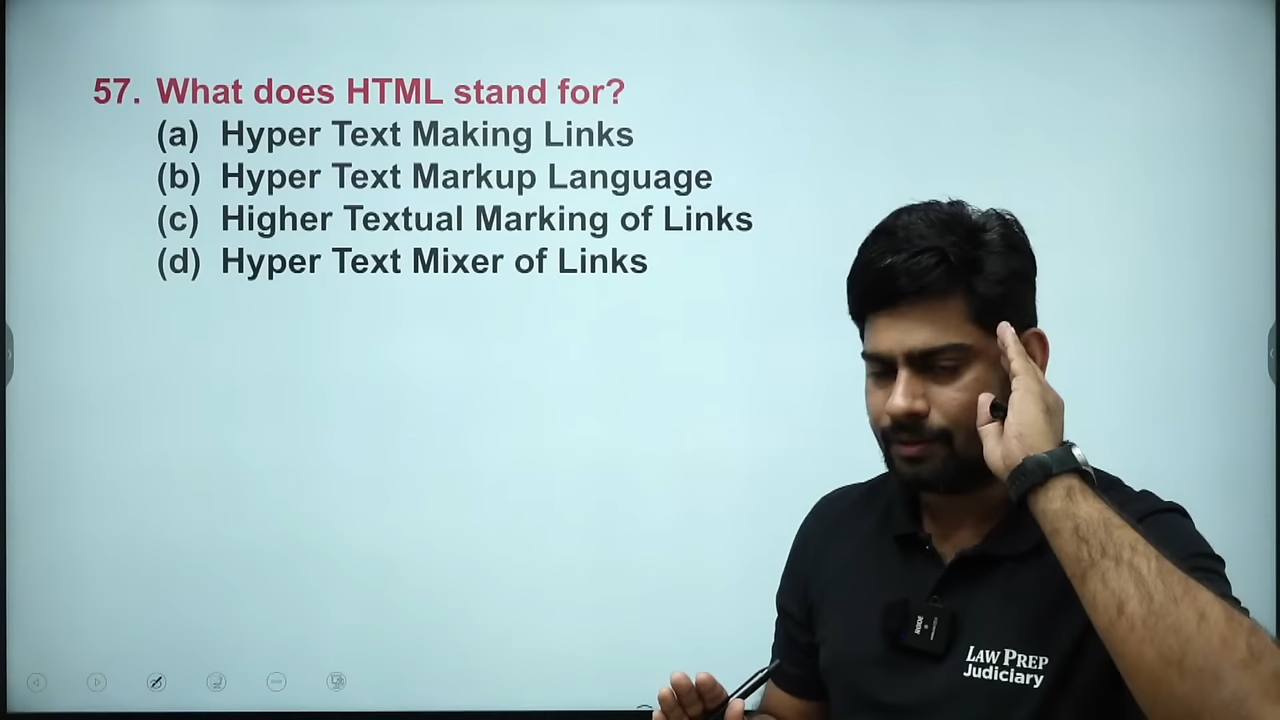 57. What does HTML stand for?
(a) Hyper Text Making Links
(b) Hyper Text Markup Language
(c) Higher Textual Marking of Links
(d) Hyper Text Mixer of Links
RODE
LAW PREP
Judiciary